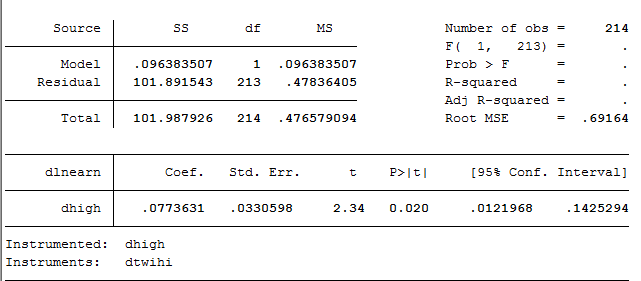 Source SS df MS Number of obs = 214
F( 1, 213) = .
Model .096383507 1 .096383507 Prob > F = .
Residual 101.891543 213 .47836405 R-squared = .
Adj R-squared = .
Total 101.987926 214 .476579094 Root MSE = .69164
dlnearn Coef. Std. Err. t P>|t| [95% Conf. Interval]
dhigh .0773631 .0330598 2.34 0.020 .0121968 .1425294
Instrumented: dhigh
Instruments: dtwihi